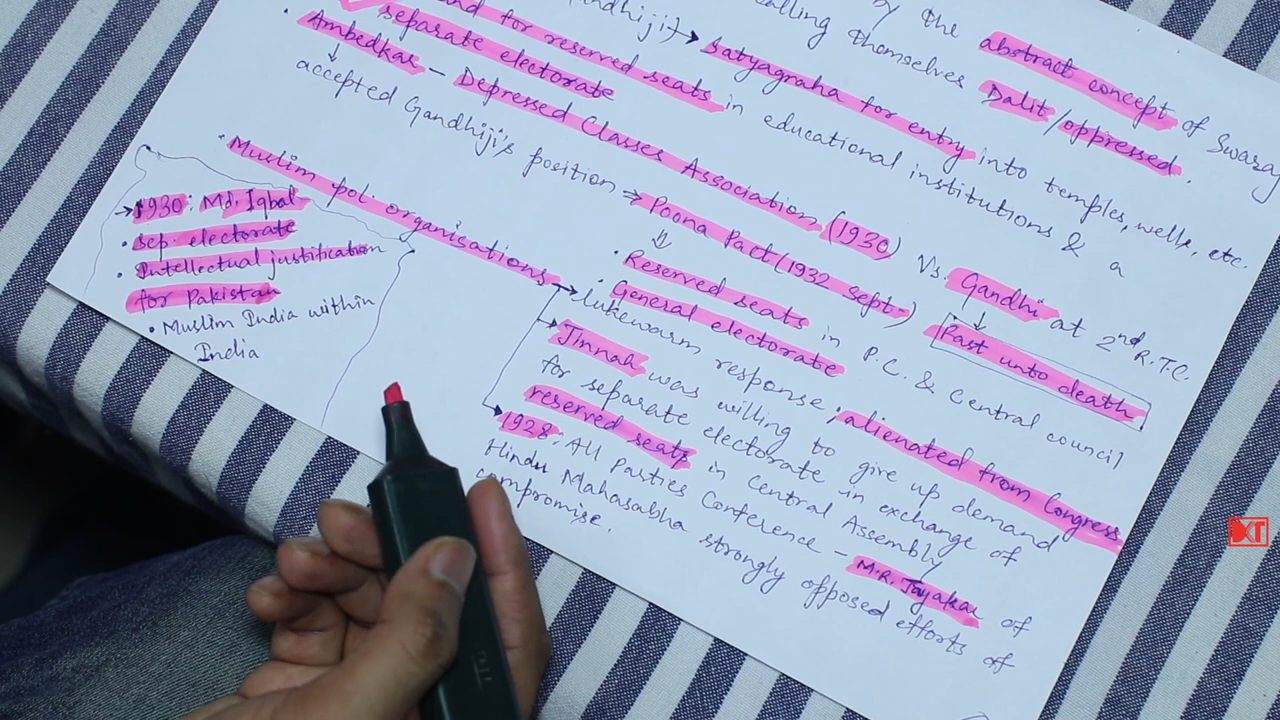 by the abstract concept of Swaraj
calling themselves Dalit/oppressed.
Gandhiji) → Satyagraha for entry into temples, wells, etc.
and for reserved seats in educational institutions & a
separate electorate
• Ambedkar – Depressed Classes Association (1930) Vs. Gandhi at 2nd R.T.C.
Fast unto death
accepted Gandhiji's position ⇒ Poona Pact (1932 Sept.)
• Reserved seats in P.C. & Central council
• General electorate
• Muslim pol organisations → lukewarm response; alienated from Congress
→ Jinnah was willing to give up demand
for separate electorate in exchange of
reserved seats in Central Assembly
→ 1928: All Parties Conference – M.R. Jayakar of
Hindu Mahasabha strongly opposed efforts of
compromise.
→ 1930: Md. Iqbal
• sep. electorate
• Intellectual justification
for Pakistan
• Muslim India within
India
EXT